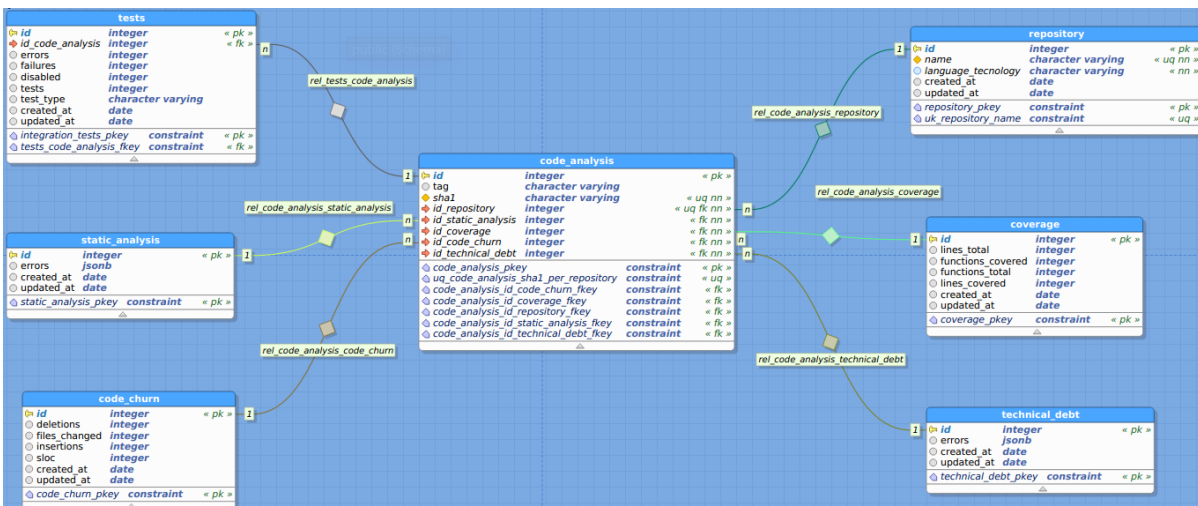 tests
id integer « pk »
id_code_analysis integer « fk »
errors integer
failures integer
disabled integer
tests integer
test_type character varying
created_at date
updated_at date
integration_tests_pkey constraint « pk »
tests_code_analysis_fkey constraint « fk »
n
rel_tests_code_analysis
1
repository
id integer « pk »
name character varying « uq nn »
language_tecnology character varying « nn »
created_at date
updated_at date
repository_pkey constraint « pk »
uk_repository_name constraint « uq »
1
rel_code_analysis_repository
n
code_analysis
id integer « pk »
tag character varying
sha1 character varying « uq nn »
id_repository integer « uq fk nn »
id_static_analysis integer « fk nn »
id_coverage integer « fk nn »
id_code_churn integer « fk nn »
id_technical_debt integer « fk nn »
code_analysis_pkey constraint « pk »
uq_code_analysis_sha1_per_repository constraint « uq »
code_analysis_id_code_churn_fkey constraint « fk »
code_analysis_id_coverage_fkey constraint « fk »
code_analysis_id_repository_fkey constraint « fk »
code_analysis_id_static_analysis_fkey constraint « fk »
code_analysis_id_technical_debt_fkey constraint « fk »
rel_code_analysis_static_analysis
n
1
static_analysis
id integer « pk »
errors jsonb
created_at date
updated_at date
static_analysis_pkey constraint « pk »
rel_code_analysis_coverage
n
1
coverage
id integer « pk »
lines_total integer
functions_covered integer
functions_total integer
lines_covered integer
created_at date
updated_at date
coverage_pkey constraint « pk »
n
rel_code_analysis_code_churn
1
code_churn
id integer « pk »
deletions integer
files_changed integer
insertions integer
sloc integer
created_at date
updated_at date
code_churn_pkey constraint « pk »
n
rel_code_analysis_technical_debt
1
technical_debt
id integer « pk »
errors jsonb
created_at date
updated_at date
technical_debt_pkey constraint « pk »